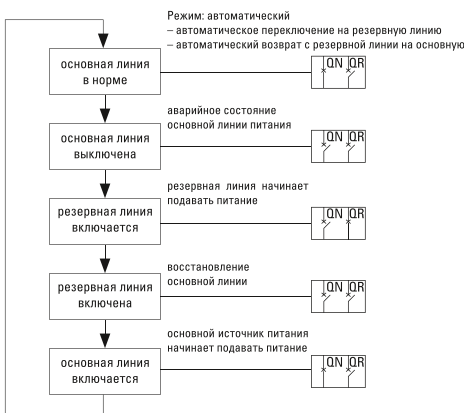 Режим: автоматический
– автоматическое переключение на резервную линию
– автоматический возврат с резервной линии на основную
основная линия
в норме
QN QR
аварийное состояние
основной линии питания
основная линия
выключена
QN QR
резервная линия начинает
подавать питание
резервная линия
включается
QN QR
восстановление
основной линии
резервная линия
включена
QN QR
основной источник питания
начинает подавать питание
основная линия
включается
QN QR